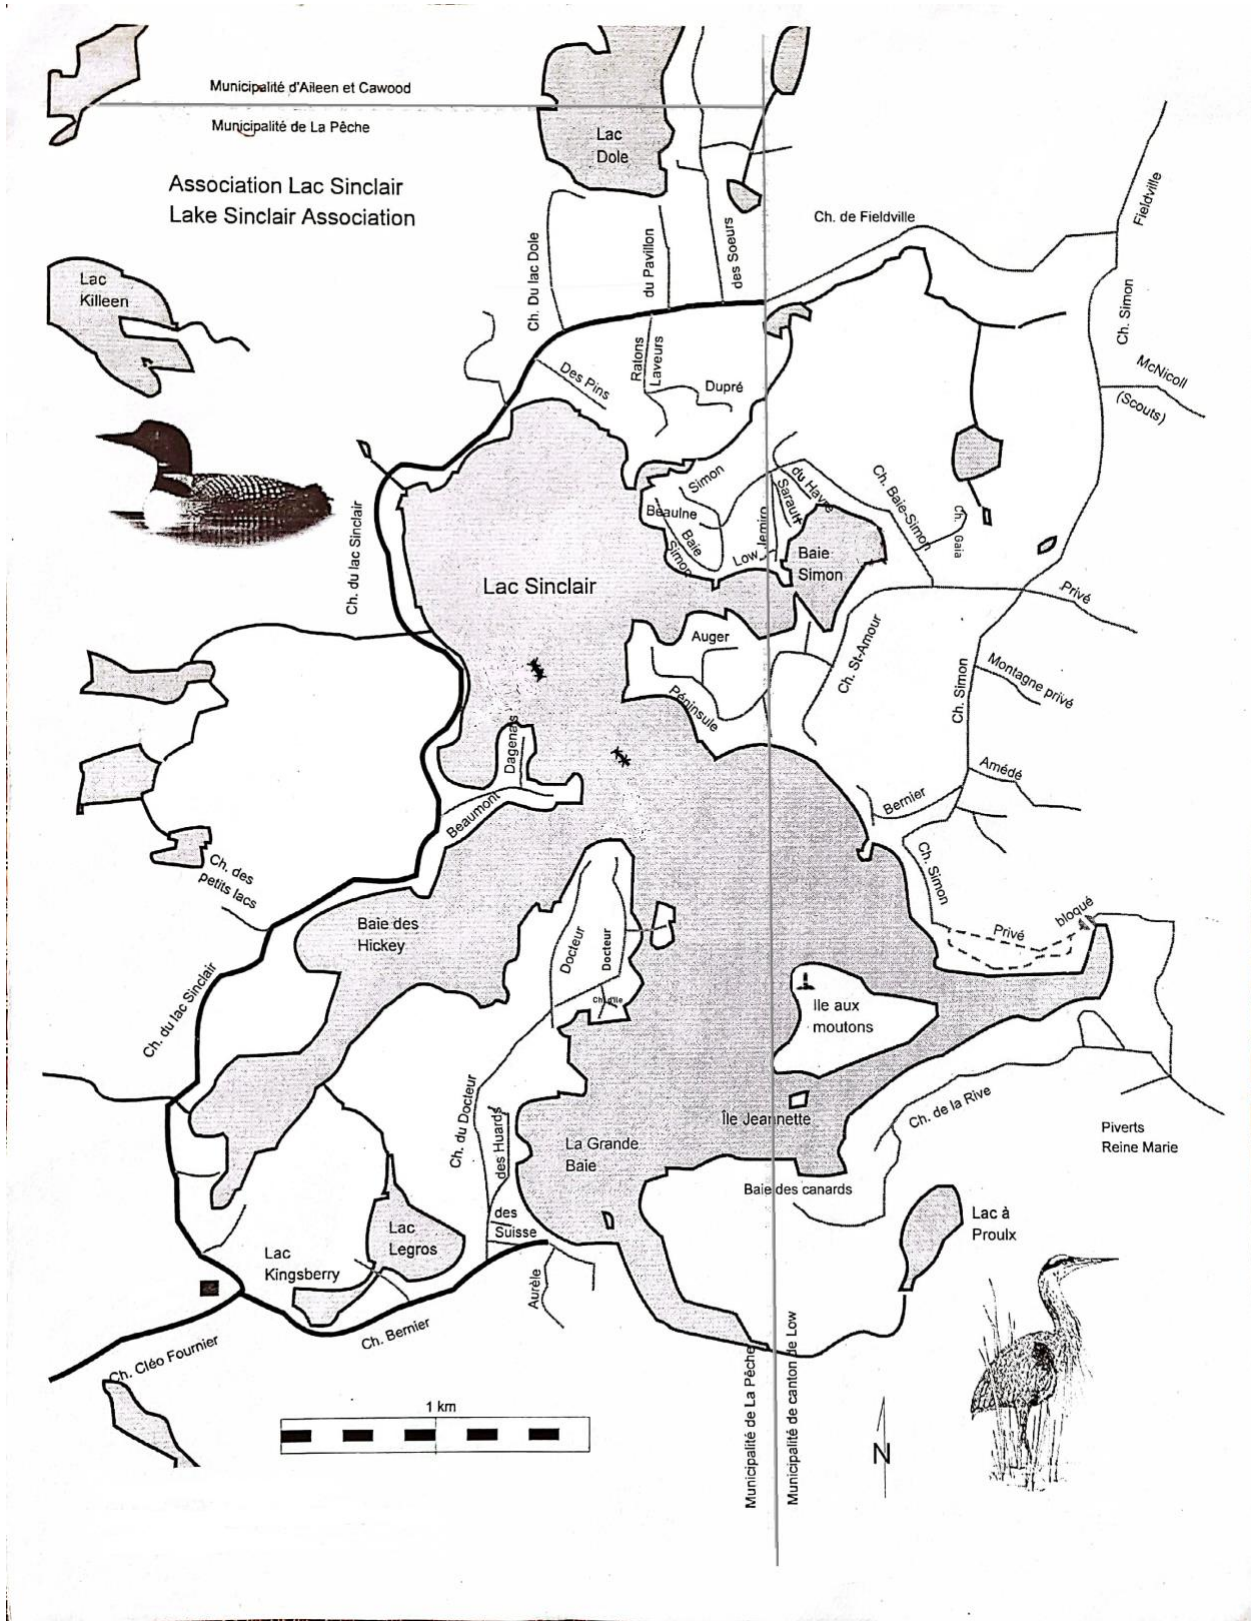 Municipalité d'Aileen et Cawood
Municipalité de La Pêche
Association Lac Sinclair
Lake Sinclair Association
Lac
Dole
Ch. de Fieldville
Fieldville
Ch. Du lac Dole
du Pavillon
des Soeurs
Lac
Killeen
Ch. Simon
Ratons
Laveurs
Des Pins
Dupré
McNicoll
(Scouts)
Simon
du Havre
Sarault
Ch. Baie-Simon
Beaulne
Baie
Simon
Low
Jemiro
Ch. Gaia
Baie
Simon
Ch. du lac Sinclair
Lac Sinclair
Privé
Auger
Ch. St-Amour
Péninsule
Ch. Simon
Montagne privé
Dagenais
Amédé
Beaumont
Bernier
Ch. des
petits lacs
Ch. Simon
Baie des
Hickey
Docteur
Docteur
Privé
bloqué
Ch. d'île
Ile aux
moutons
Ch. du lac Sinclair
Ch. du Docteur
des Huards
Île Jeannette
Ch. de la Rive
La Grande
Baie
Piverts
Reine Marie
Baie des canards
des
Suisse
Lac
Legros
Lac à
Proulx
Lac
Kingsberry
Aurèle
Ch. Bernier
Ch. Cléo Fournier
Municipalité de La Pêche
Municipalité de canton de Low
1 km
N